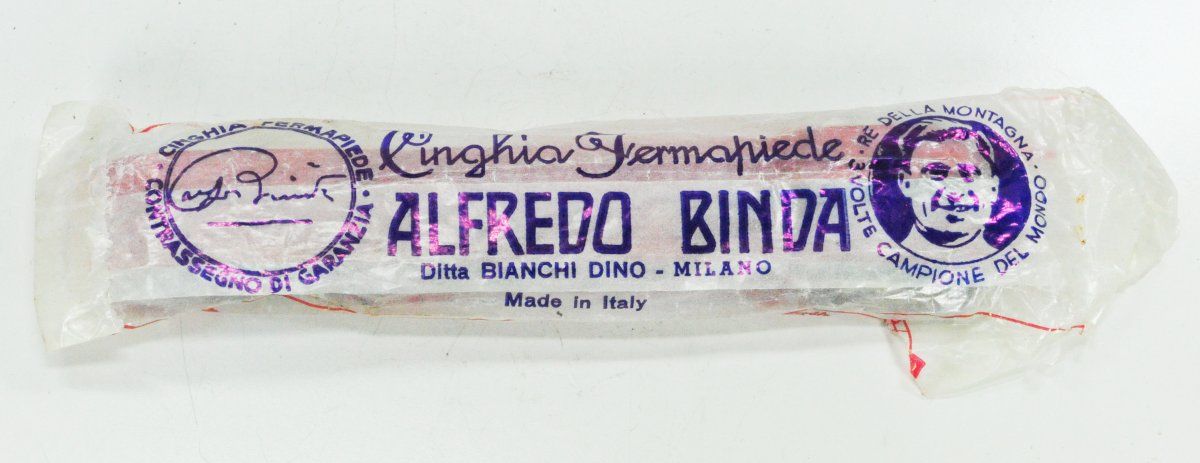 · CINGHIA FERMAPIEDE ·
CONTRASSEGNO DI GARANZIA
Cinghia Fermapiede
ALFREDO BINDA
Ditta BIANCHI DINO - MILANO
Made in Italy
RE DELLA MONTAGNA ·
3 VOLTE CAMPIONE DEL MONDO ·